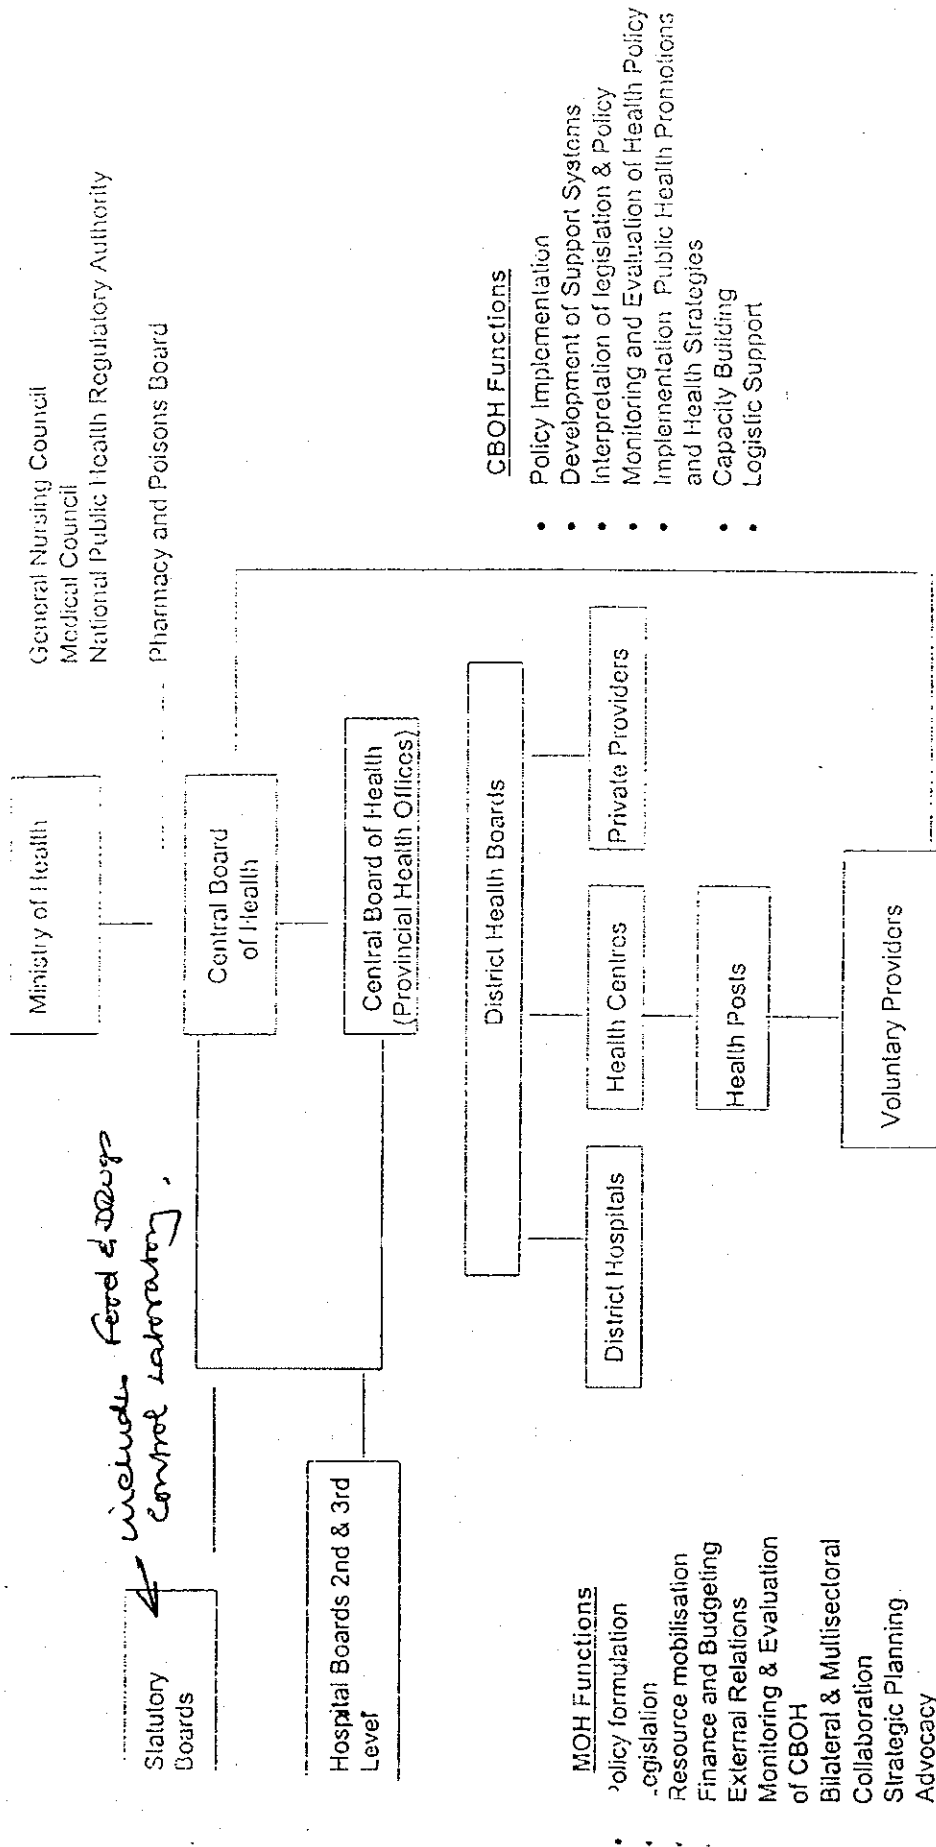 Ministry of Health
General Nursing Council
Medical Council
National Public Health Regulatory Authority
Pharmacy and Poisons Board
Statutory
Boards
include Food & Drugs
Control Laboratory.
Central Board
of Health
Hospital Boards 2nd & 3rd
Level
Central Board of Health
(Provincial Health Offices)
District Health Boards
District Hospitals
Health Centres
Private Providers
Health Posts
Voluntary Providers
MOH Functions
Policy formulation
Legislation
Resource mobilisation
Finance and Budgeting
External Relations
Monitoring & Evaluation
of CBOH
Bilateral & Multisectoral
Collaboration
Strategic Planning
Advocacy
CBOH Functions
• Policy Implementation
• Development of Support Systems
• Interpretation of legislation & Policy
• Monitoring and Evaluation of Health Policy
• Implementation Public Health Promotions
and Health Strategies
• Capacity Building
• Logistic Support